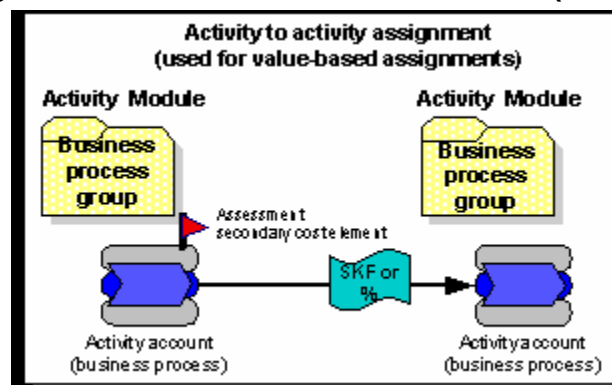 Activity to activity assignment
(used for value-based assignments)
Activity Module
Activity Module
Business
process
group
Business
process
group
Assessment
secondary cost element
SKF or
%
Activity account
(business process)
Activity account
(business process)